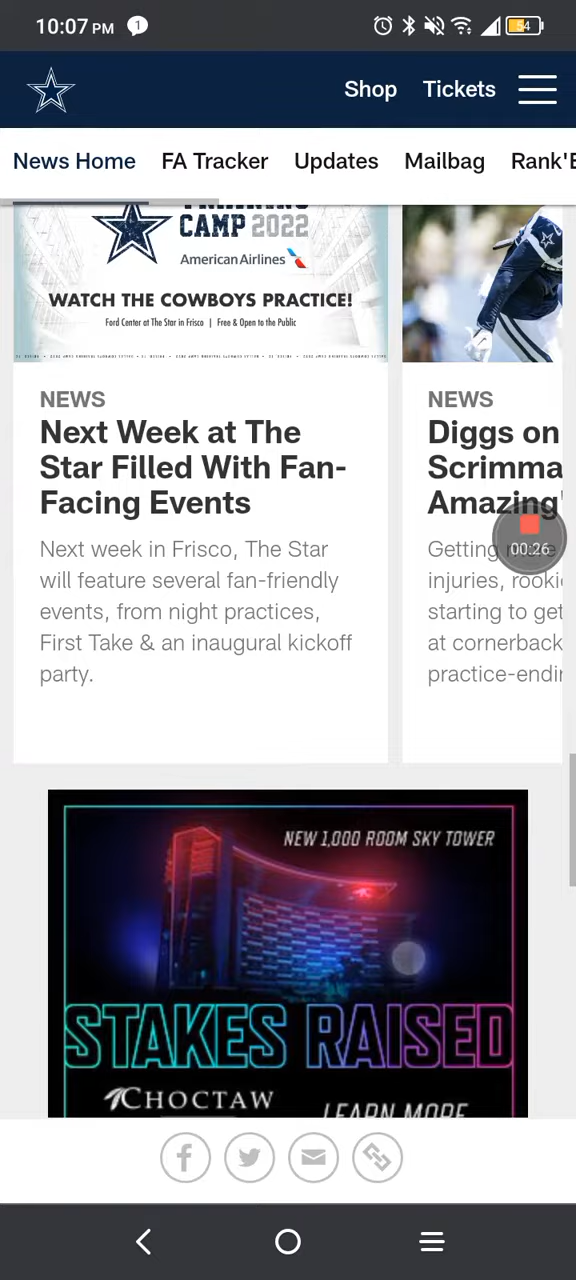 10:07 PM 1
54
Shop Tickets
News Home FA Tracker Updates Mailbag Rank'E
CAMP 2022
American Airlines
WATCH THE COWBOYS PRACTICE!
Ford Center at The Star in Frisco | Free & Open to the Public
NEWS
Next Week at The
Star Filled With Fan-
Facing Events
Next week in Frisco, The Star
will feature several fan-friendly
events, from night practices,
First Take & an inaugural kickoff
party.
NEWS
Diggs on
Scrimma
Amazing'
Getting
injuries, rooki
starting to get
at cornerback
practice-endin
00:26
NEW 1,000 ROOM SKY TOWER
STAKES RAISED
CHOCTAW
LEARN MORE